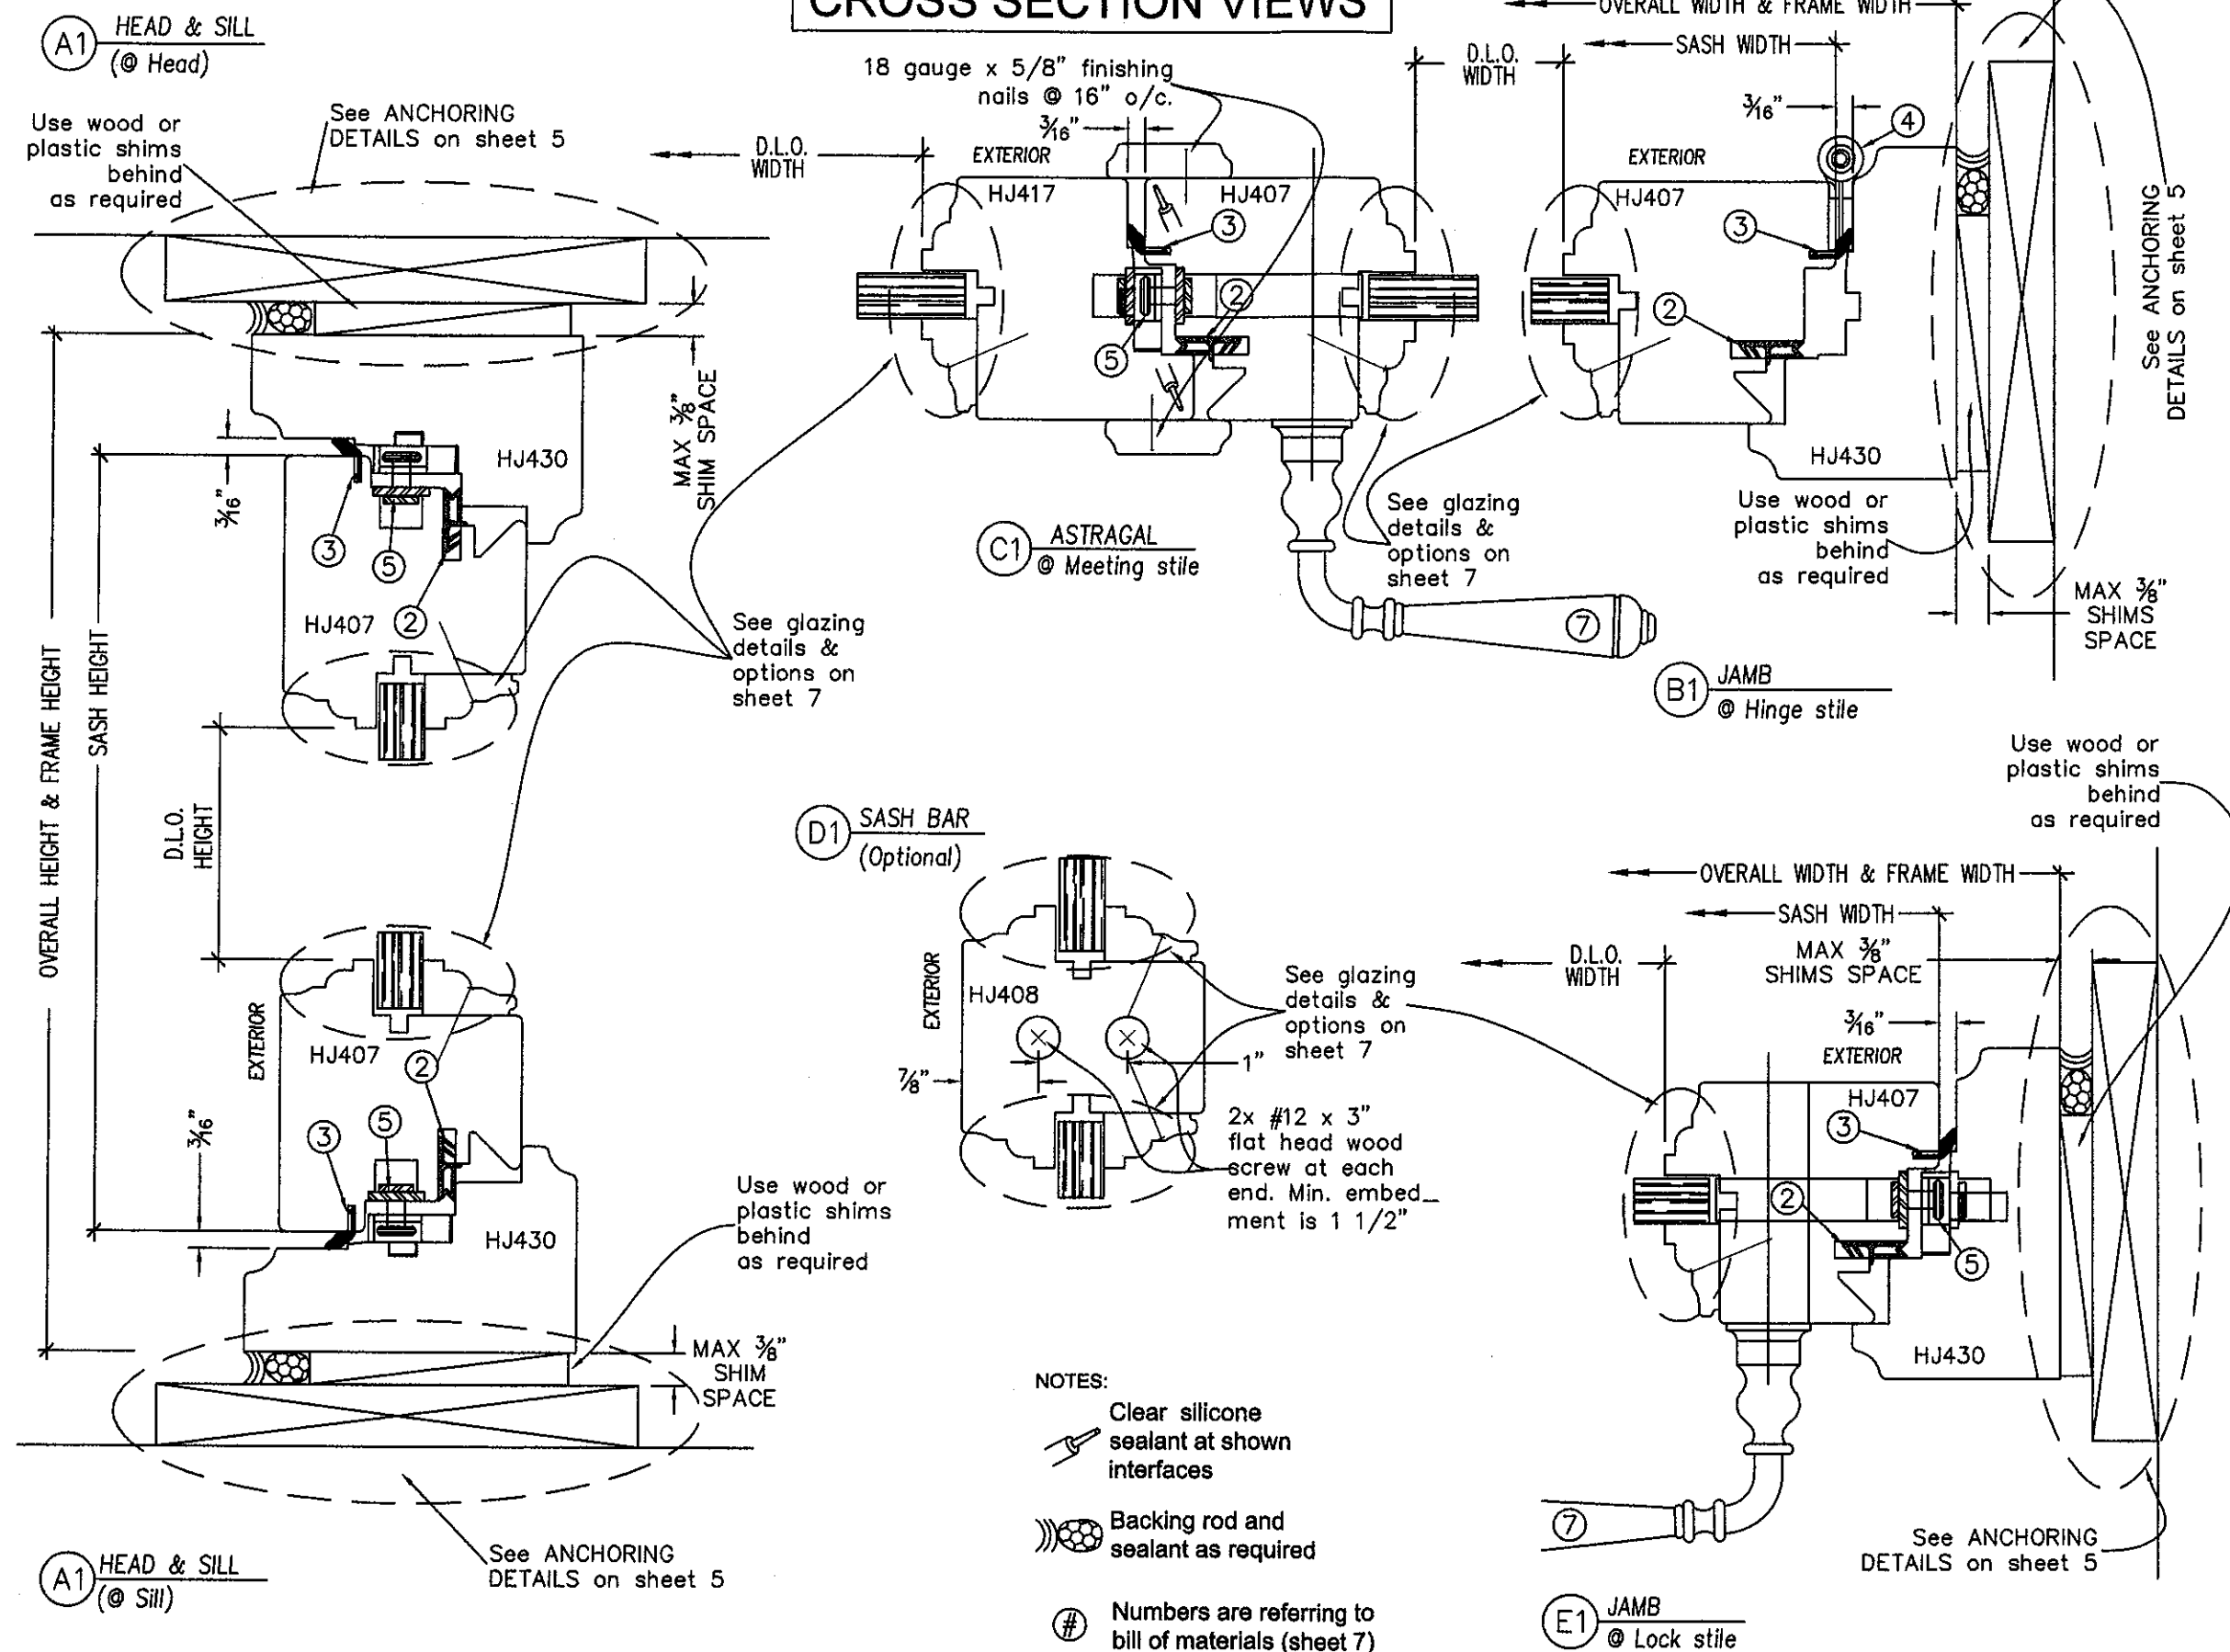 CROSS SECTION VIEWS
A1 HEAD & SILL
(@ Head)
Use wood or
plastic shims
behind
as required
See ANCHORING
DETAILS on sheet 5
MAX 3/8"
SHIM SPACE
HJ430
3/16"
3
5
2
HJ407
OVERALL HEIGHT & FRAME HEIGHT
SASH HEIGHT
D.L.O.
HEIGHT
See glazing
details &
options on
sheet 7
EXTERIOR
HJ407
2
5
3
3/16"
HJ430
Use wood or
plastic shims
behind
as required
MAX 3/8"
SHIM
SPACE
See ANCHORING
DETAILS on sheet 5
A1 HEAD & SILL
(@ Sill)
18 gauge x 5/8" finishing
nails @ 16" o/c.
3/16"
D.L.O.
WIDTH
EXTERIOR
HJ417
HJ407
3
2
5
D.L.O.
WIDTH
C1 ASTRAGAL
@ Meeting stile
See glazing
details &
options on
sheet 7
7
OVERALL WIDTH & FRAME WIDTH
SASH WIDTH
3/16"
4
EXTERIOR
HJ407
3
2
HJ430
See ANCHORING
DETAILS on sheet 5
Use wood or
plastic shims
behind
as required
MAX 3/8"
SHIMS
SPACE
B1 JAMB
@ Hinge stile
D1 SASH BAR
(Optional)
EXTERIOR
HJ408
7/8"
1"
See glazing
details &
options on
sheet 7
2x #12 x 3"
flat head wood
screw at each
end. Min. embed_
ment is 1 1/2"
Use wood or
plastic shims
behind
as required
OVERALL WIDTH & FRAME WIDTH
SASH WIDTH
D.L.O.
WIDTH
MAX 3/8"
SHIMS SPACE
3/16"
EXTERIOR
HJ407
3
2
5
HJ430
7
See ANCHORING
DETAILS on sheet 5
E1 JAMB
@ Lock stile
NOTES:
Clear silicone
sealant at shown
interfaces
Backing rod and
sealant as required
# Numbers are referring to
bill of materials (sheet 7)